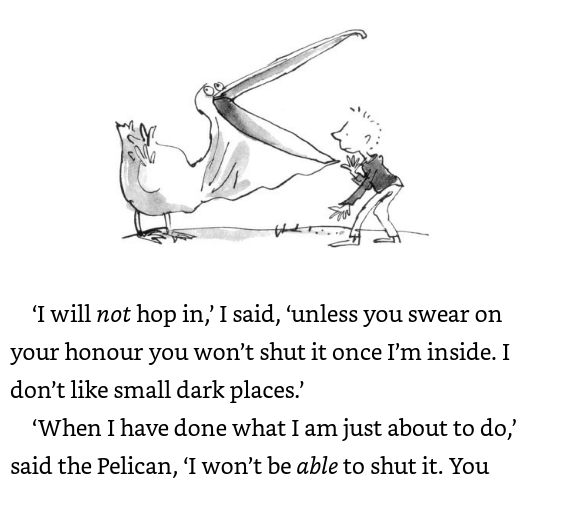 ‘I will not hop in,’ I said, ‘unless you swear on
your honour you won’t shut it once I’m inside. I
don’t like small dark places.’
‘When I have done what I am just about to do,’
said the Pelican, ‘I won’t be able to shut it. You